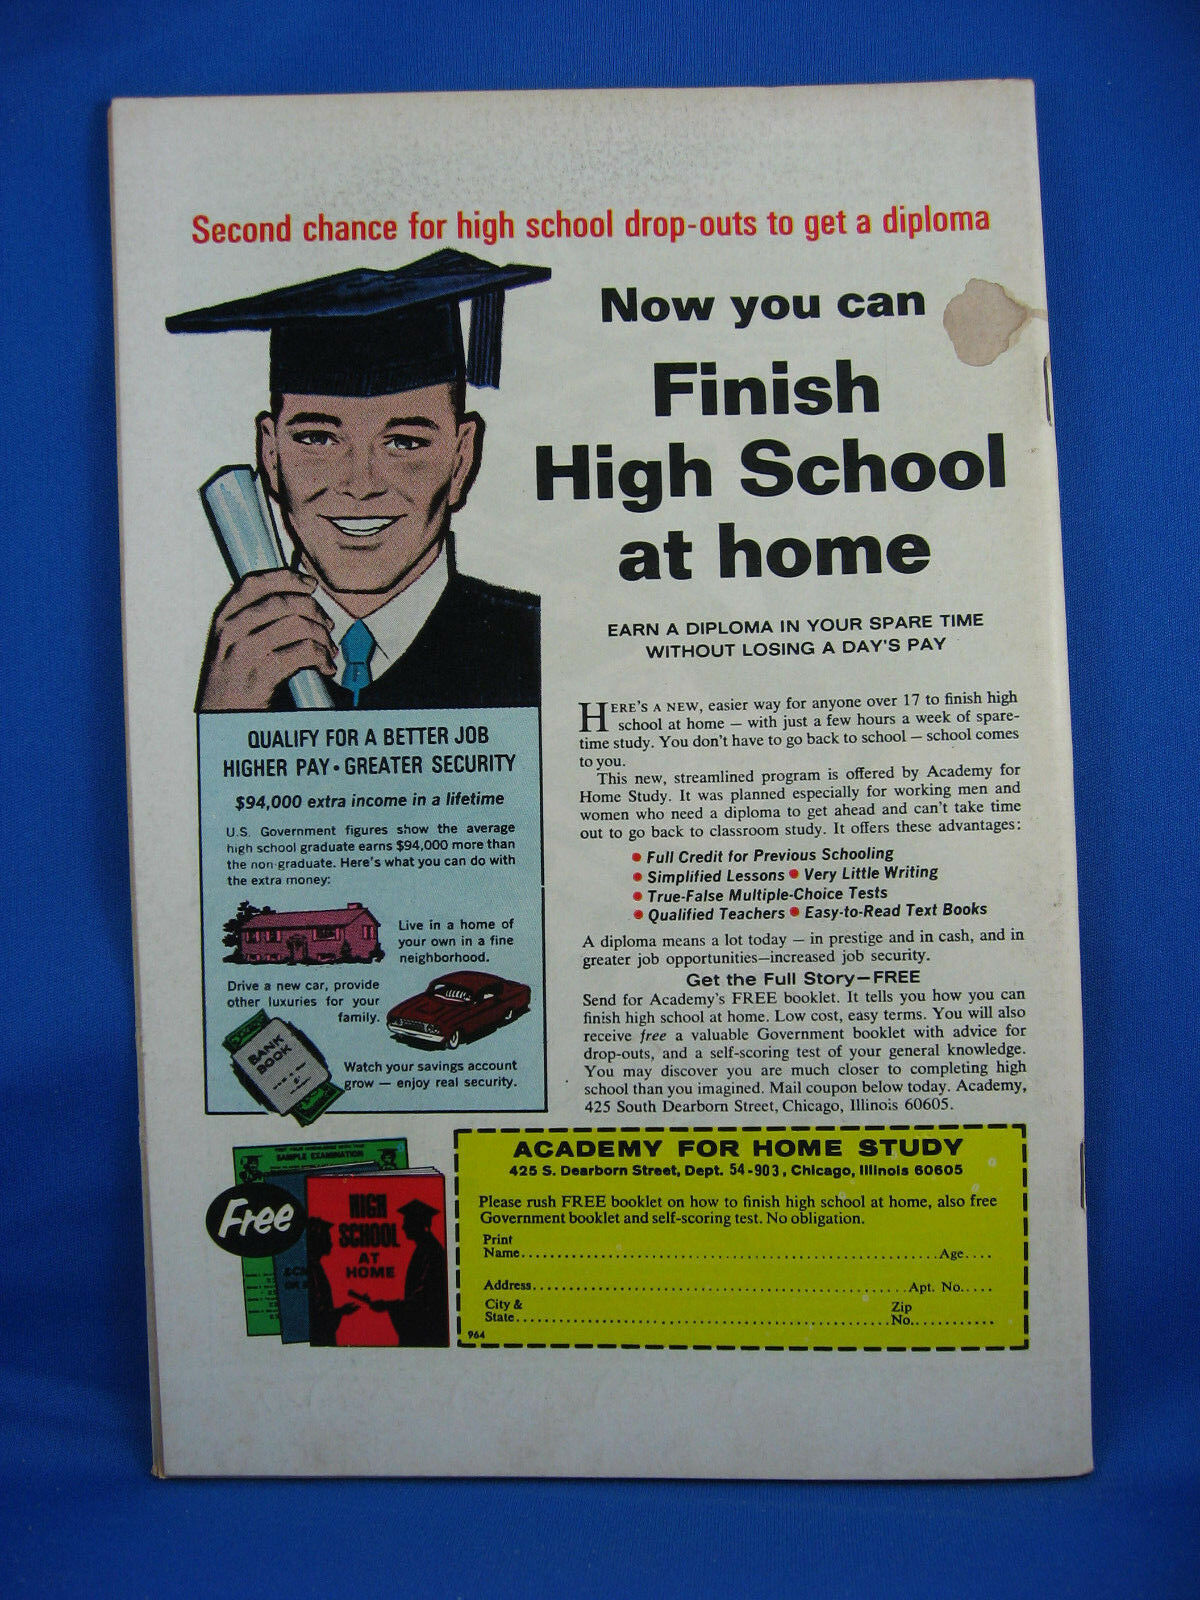 Second chance for high school drop-outs to get a diploma
Now you can
Finish
High School
at home
EARN A DIPLOMA IN YOUR SPARE TIME
WITHOUT LOSING A DAY'S PAY
F
QUALIFY FOR A BETTER JOB
HIGHER PAY • GREATER SECURITY
$94,000 extra income in a lifetime
U.S. Government figures show the average
high school graduate earns $94,000 more than
the non-graduate. Here's what you can do with
the extra money:
Live in a home of
your own in a fine
neighborhood.
Drive a new car, provide
other luxuries for your
family.
BANK
BOOK
Watch your savings account
grow — enjoy real security.
HERE'S A NEW, easier way for anyone over 17 to finish high
school at home — with just a few hours a week of spare-
time study. You don't have to go back to school — school comes
to you.
This new, streamlined program is offered by Academy for
Home Study. It was planned especially for working men and
women who need a diploma to get ahead and can't take time
out to go back to classroom study. It offers these advantages:
• Full Credit for Previous Schooling
• Simplified Lessons • Very Little Writing
• True-False Multiple-Choice Tests
• Qualified Teachers • Easy-to-Read Text Books
A diploma means a lot today — in prestige and in cash, and in
greater job opportunities—increased job security.
Get the Full Story—FREE
Send for Academy's FREE booklet. It tells you how you can
finish high school at home. Low cost, easy terms. You will also
receive free a valuable Government booklet with advice for
drop-outs, and a self-scoring test of your general knowledge.
You may discover you are much closer to completing high
school than you imagined. Mail coupon below today. Academy,
425 South Dearborn Street, Chicago, Illinois 60605.
SAMPLE EXAMINATION
Free
HIGH
SCHOOL
AT
HOME
ACADEMY FOR HOME STUDY
425 S. Dearborn Street, Dept. 54-903, Chicago, Illinois 60605
Please rush FREE booklet on how to finish high school at home, also free
Government booklet and self-scoring test. No obligation.
Print
Name.......... Age....
Address.......... Apt. No.....
City & Zip
State.......... No...........
964